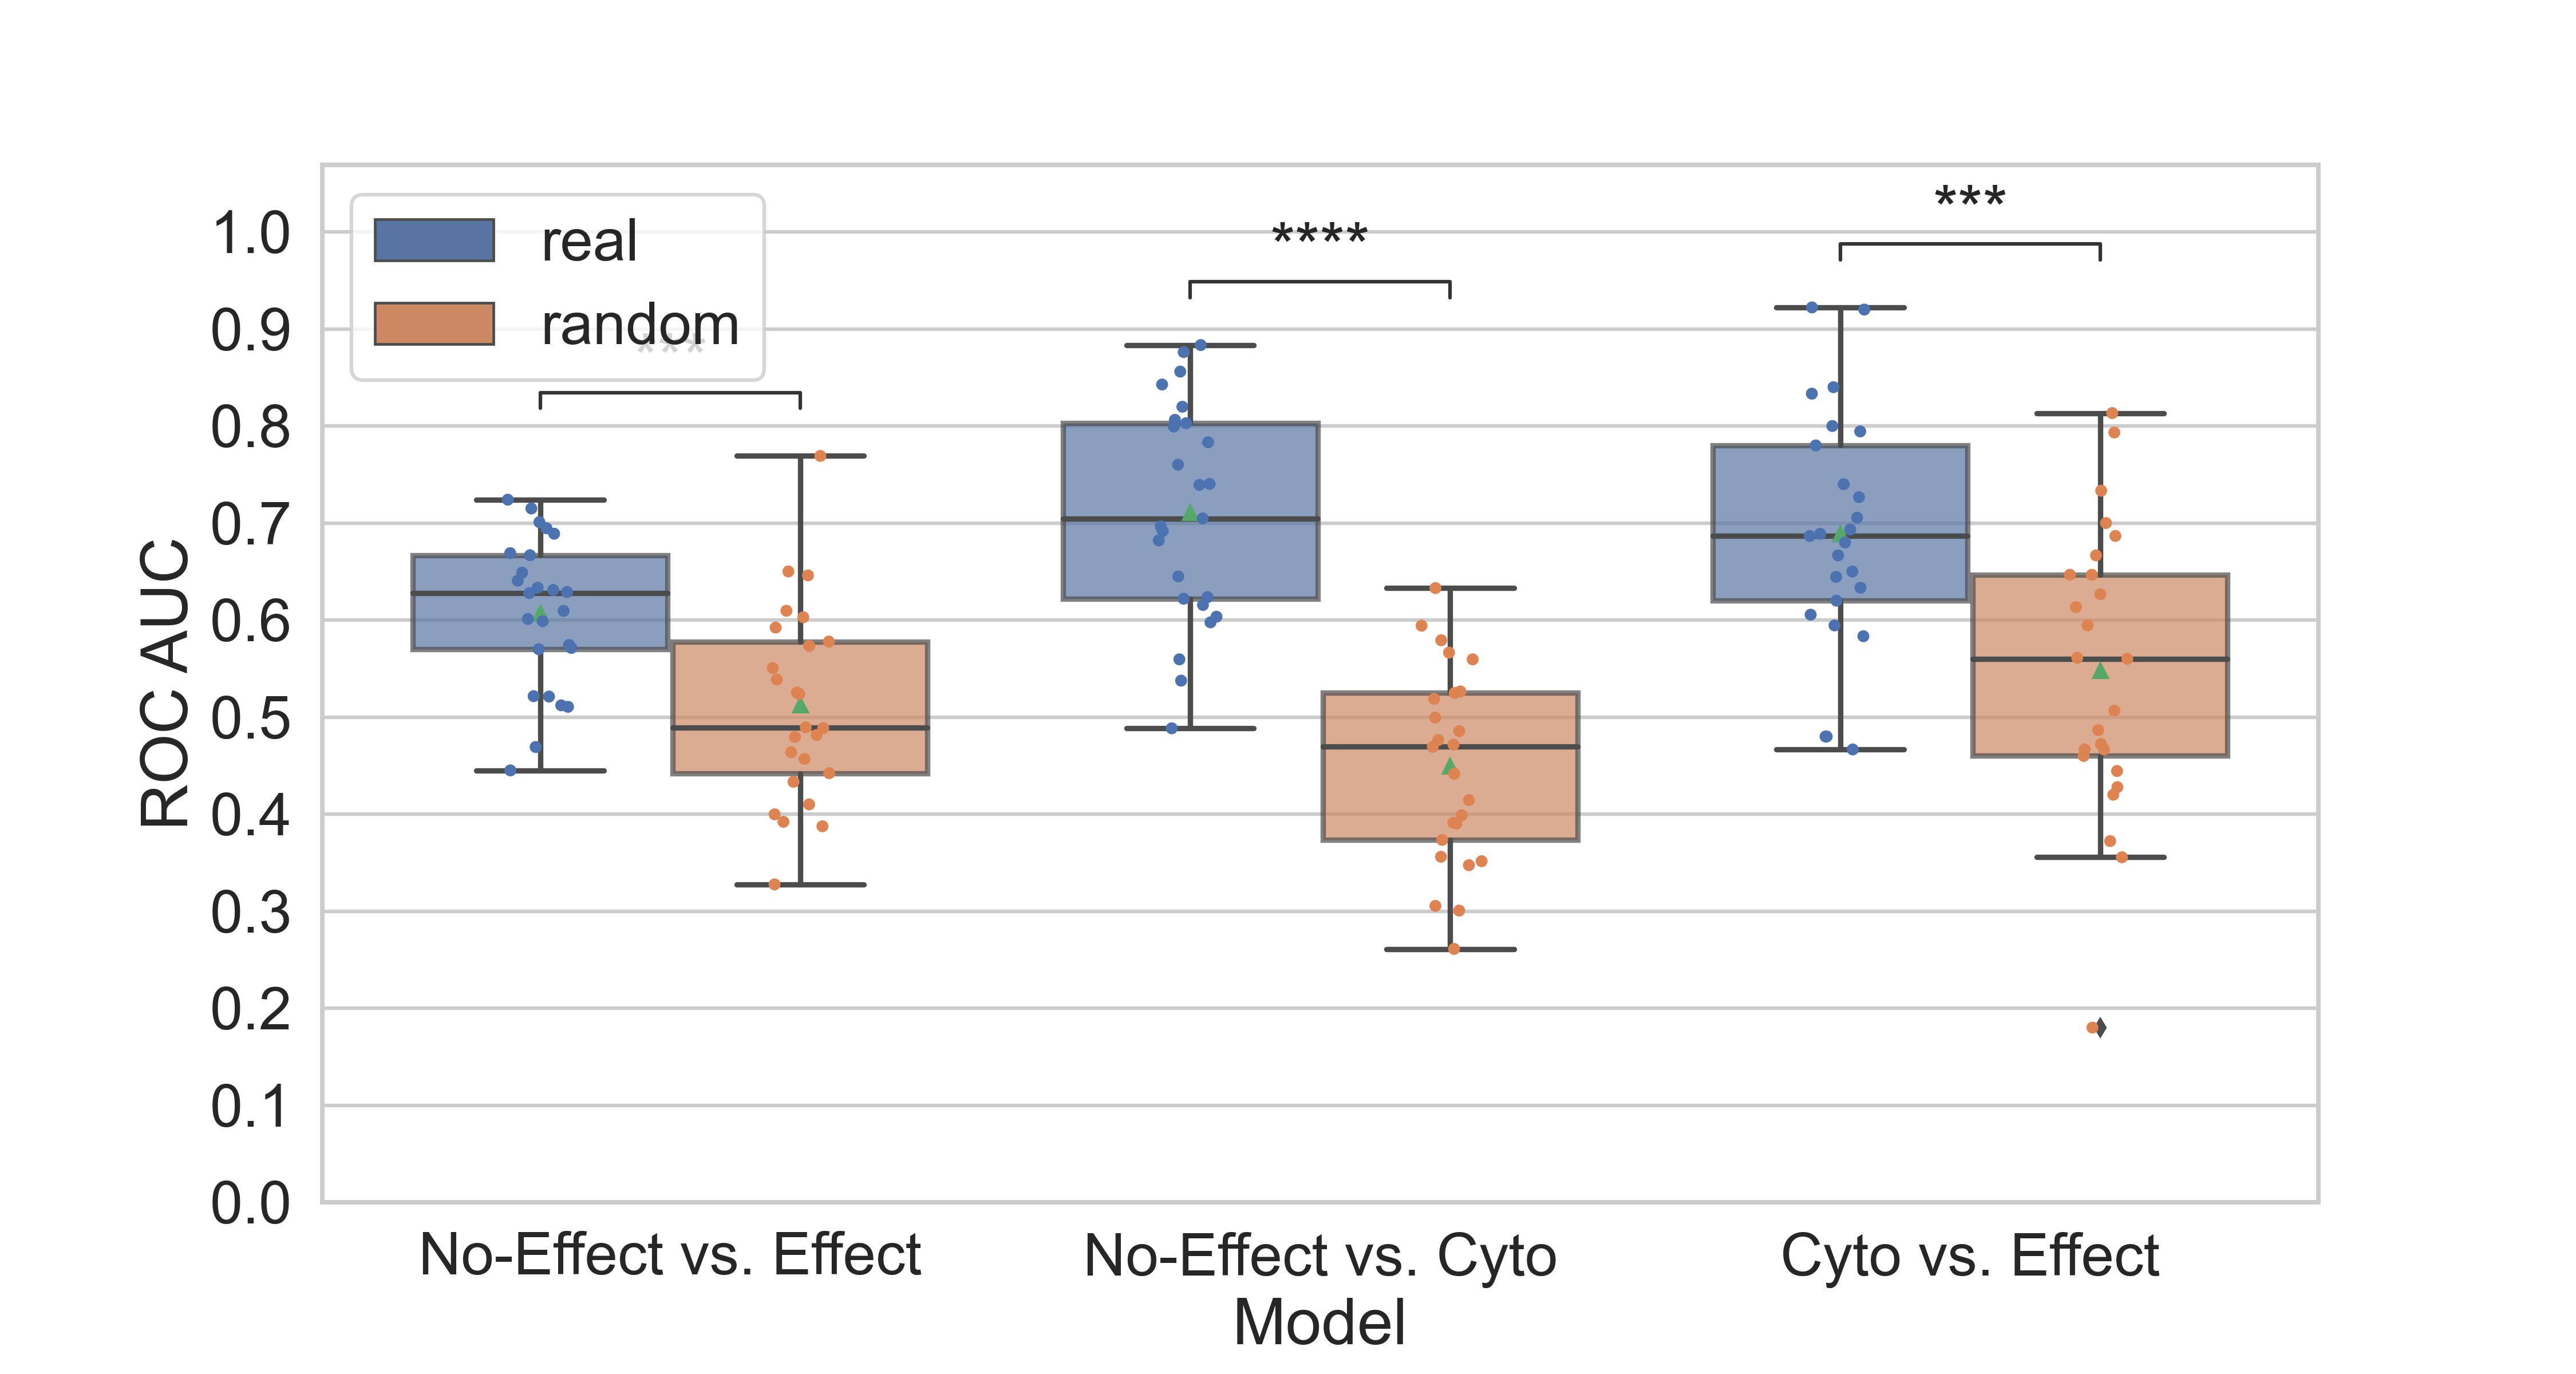 real
random
***
****
***
1.0
0.9
0.8
0.7
0.6
0.5
0.4
0.3
0.2
0.1
0.0
ROC AUC
No-Effect vs. Effect
No-Effect vs. Cyto
Cyto vs. Effect
Model